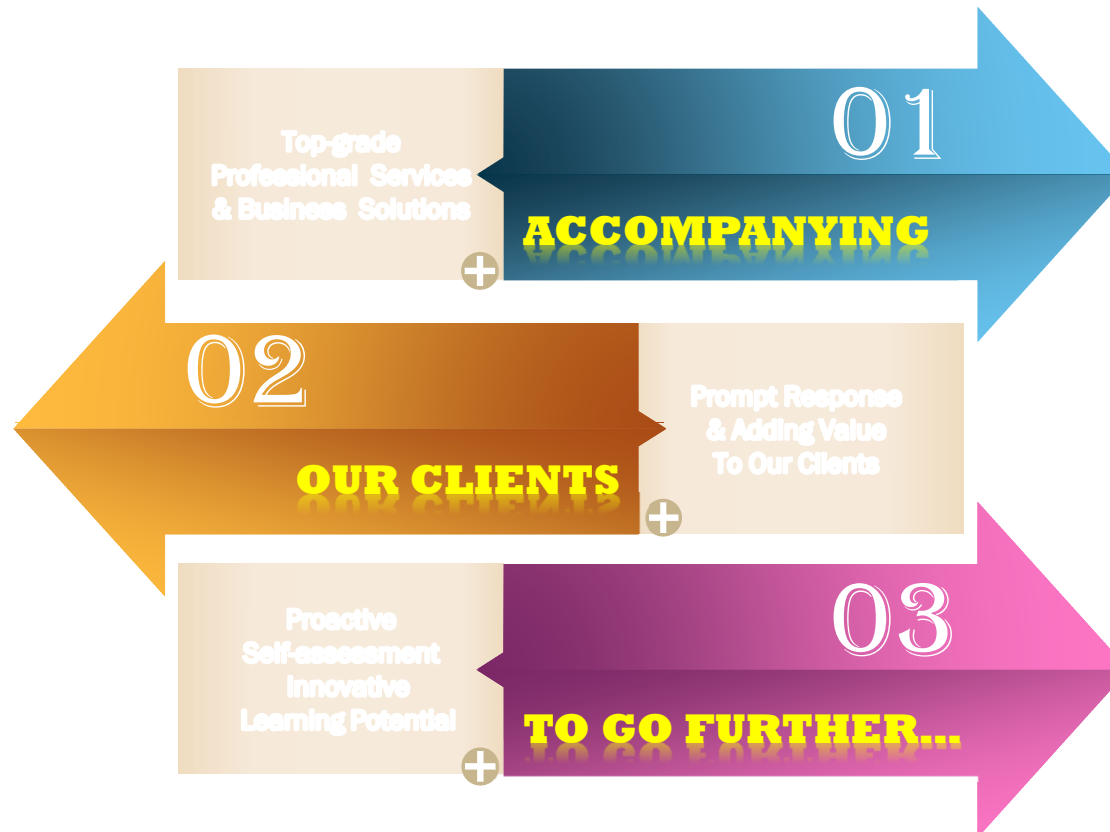 Top-grade
Professional Services
& Business Solutions
01
ACCOMPANYING
02
OUR CLIENTS
Prompt Response
& Adding Value
To Our Clients
Proactive
Self-assessment
Innovative
Learning Potential
03
TO GO FURTHER...